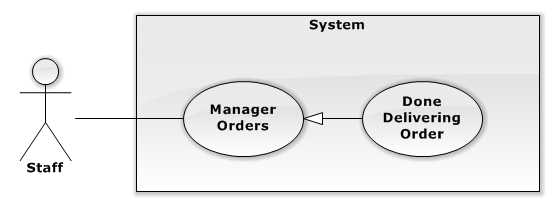 System
Manager
Orders
Done
Delivering
Order
Staff